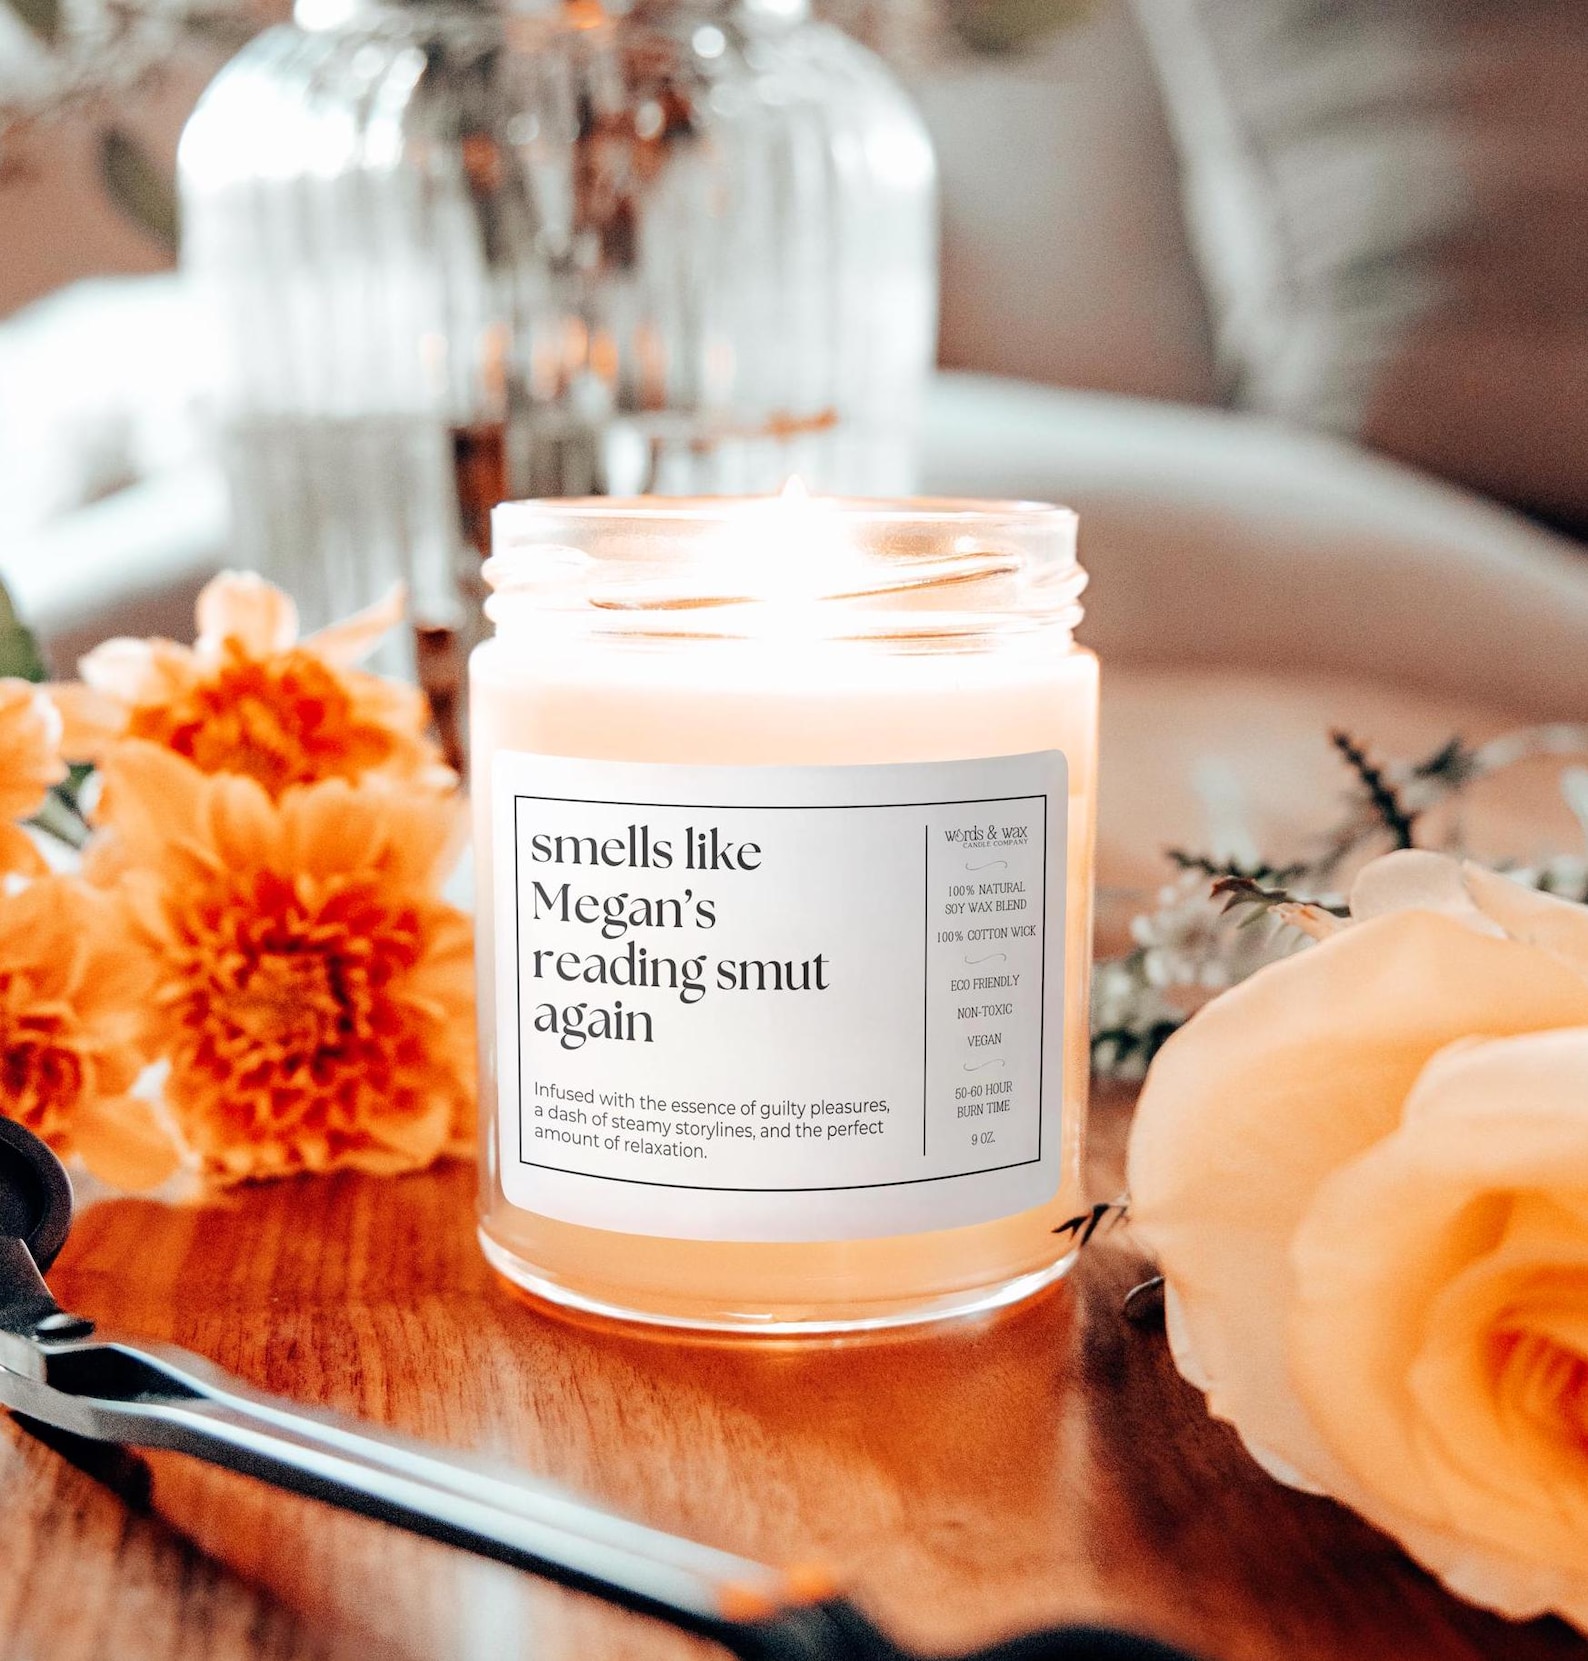 smells like
Megan's
reading smut
again
Infused with the essence of guilty pleasures,
a dash of steamy storylines, and the perfect
amount of relaxation.
words & wax
CANDLE COMPANY
100% NATURAL
SOY WAX BLEND
100% COTTON WICK
ECO FRIENDLY
NON-TOXIC
VEGAN
50-60 HOUR
BURN TIME
9 OZ.